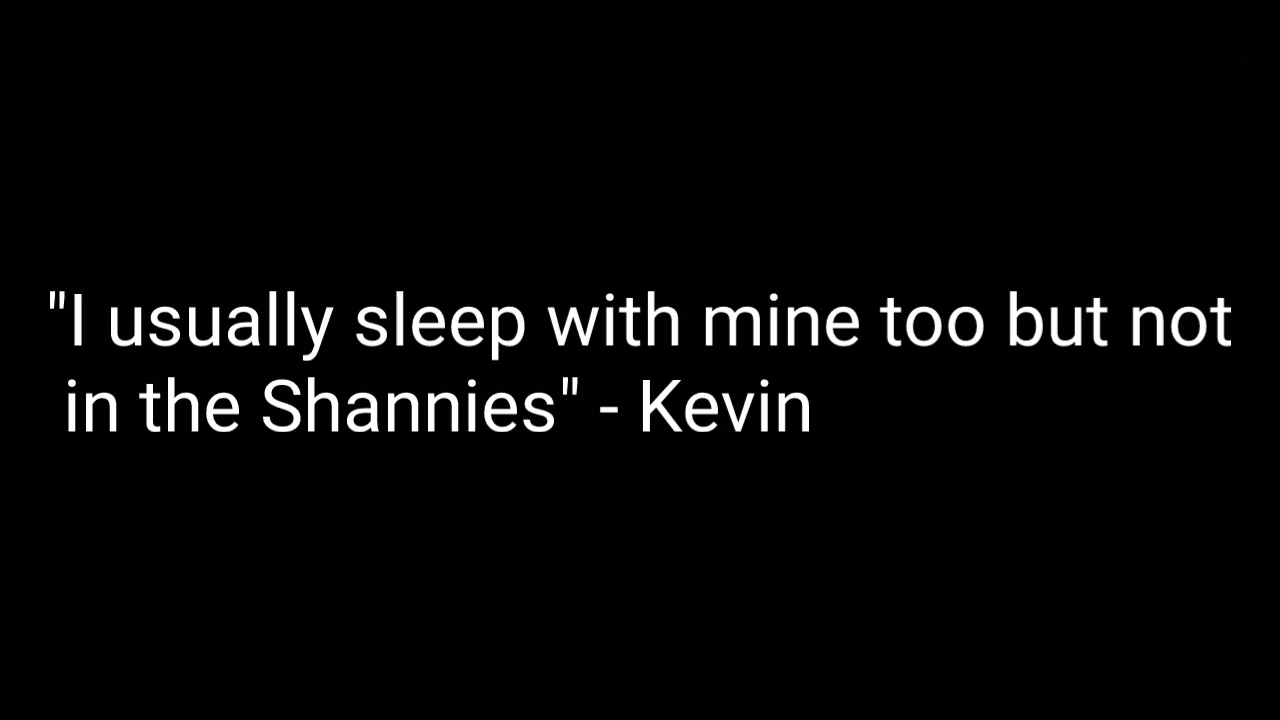 "I usually sleep with mine too but not
in the Shannies" - Kevin